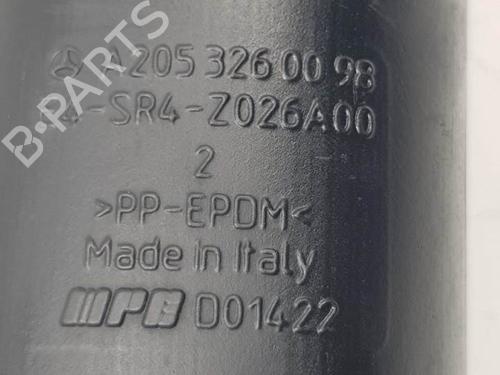 A 205 326 00 98
-SR4-Z026A00
2
>PP-EPDM<
Made in Italy
D01422
B-PARTS